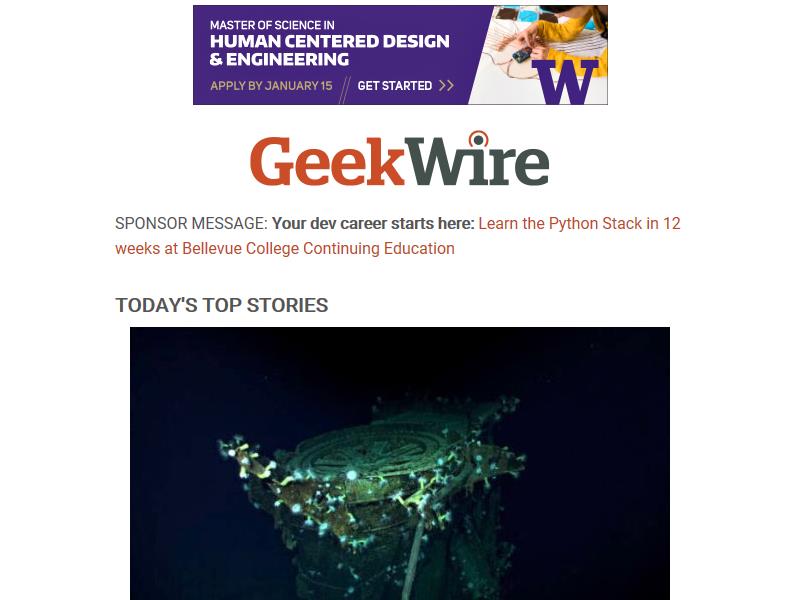 MASTER OF SCIENCE IN
HUMAN CENTERED DESIGN
& ENGINEERING
APPLY BY JANUARY 15 // GET STARTED >>
W
GeekWire
SPONSOR MESSAGE: Your dev career starts here: Learn the Python Stack in 12
weeks at Bellevue College Continuing Education
TODAY'S TOP STORIES